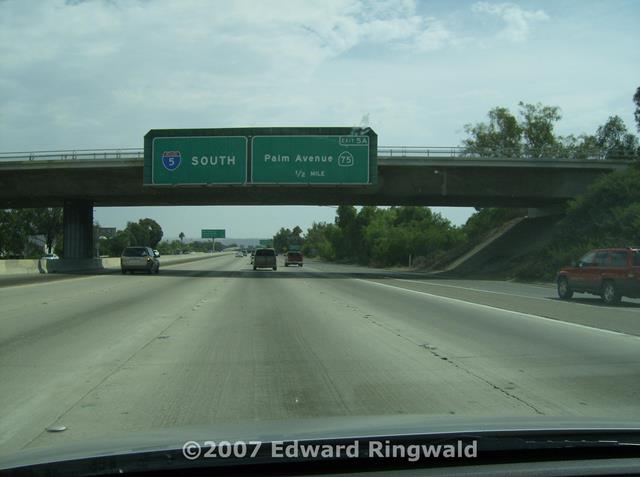 EXIT 5A
5 SOUTH
Palm Avenue 75
1/2 MILE
©2007 Edward Ringwald